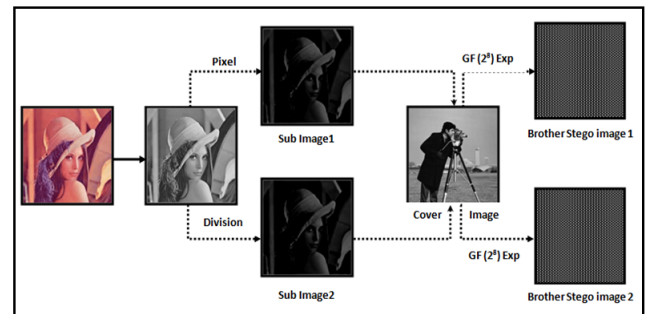 Pixel
GF (2⁸) Exp
Sub Image1
Brother Stego image 1
Division
Cover Image
GF (2⁸) Exp
Sub Image2
Brother Stego image 2